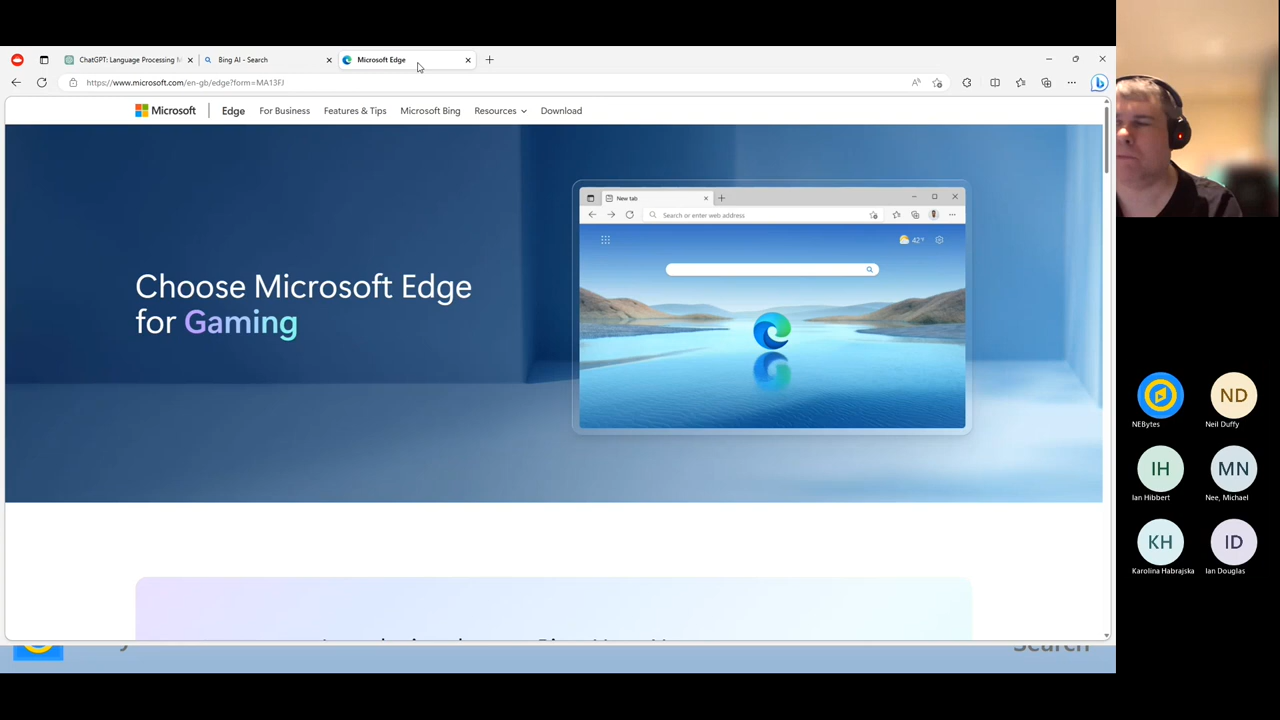 ChatGPT: Language Processing M
Bing AI - Search
Microsoft Edge
https://www.microsoft.com/en-gb/edge?form=MA13FJ
Microsoft
Edge
For Business
Features & Tips
Microsoft Bing
Resources
Download
Choose Microsoft Edge
for Gaming
New tab
Search or enter web address
42°F
NEBytes
ND
Neil Duffy
IH
Ian Hibbert
MN
Nee, Michael
KH
Karolina Habrajska
ID
Ian Douglas
Search